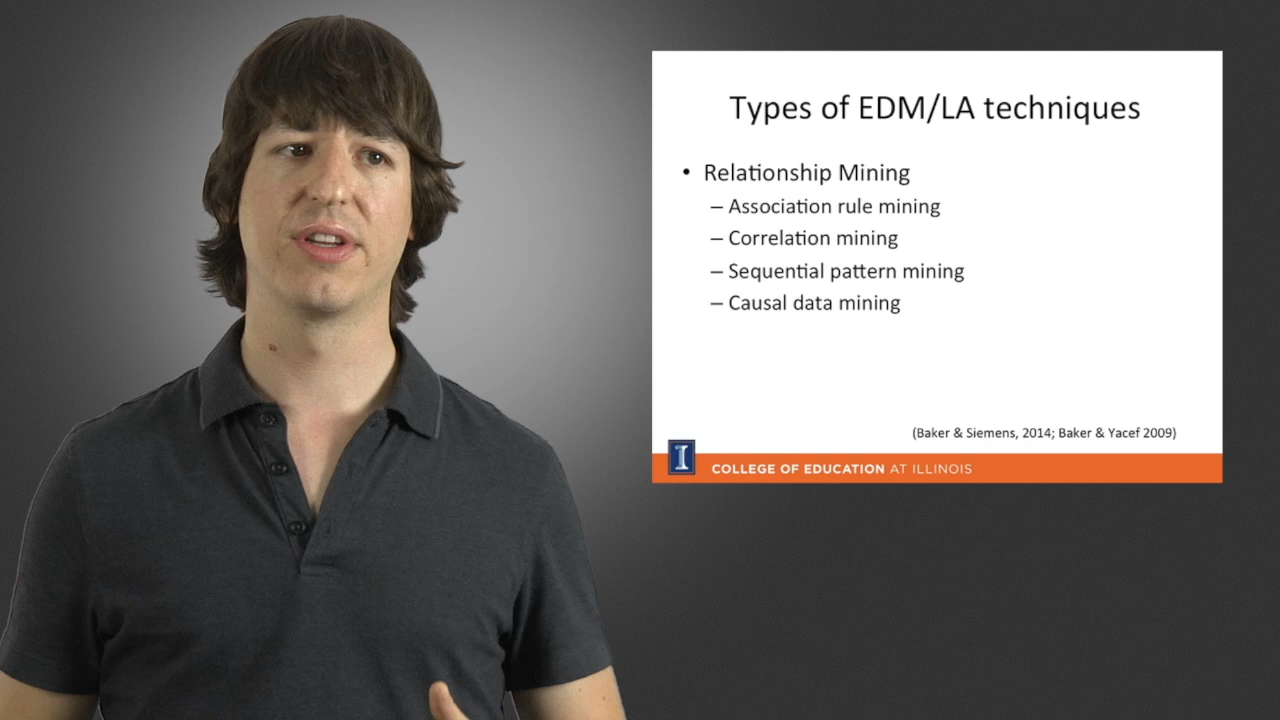 Types of EDM/LA techniques
• Relationship Mining
– Association rule mining
– Correlation mining
– Sequential pattern mining
– Causal data mining
(Baker & Siemens, 2014; Baker & Yacef 2009)
I COLLEGE OF EDUCATION AT ILLINOIS